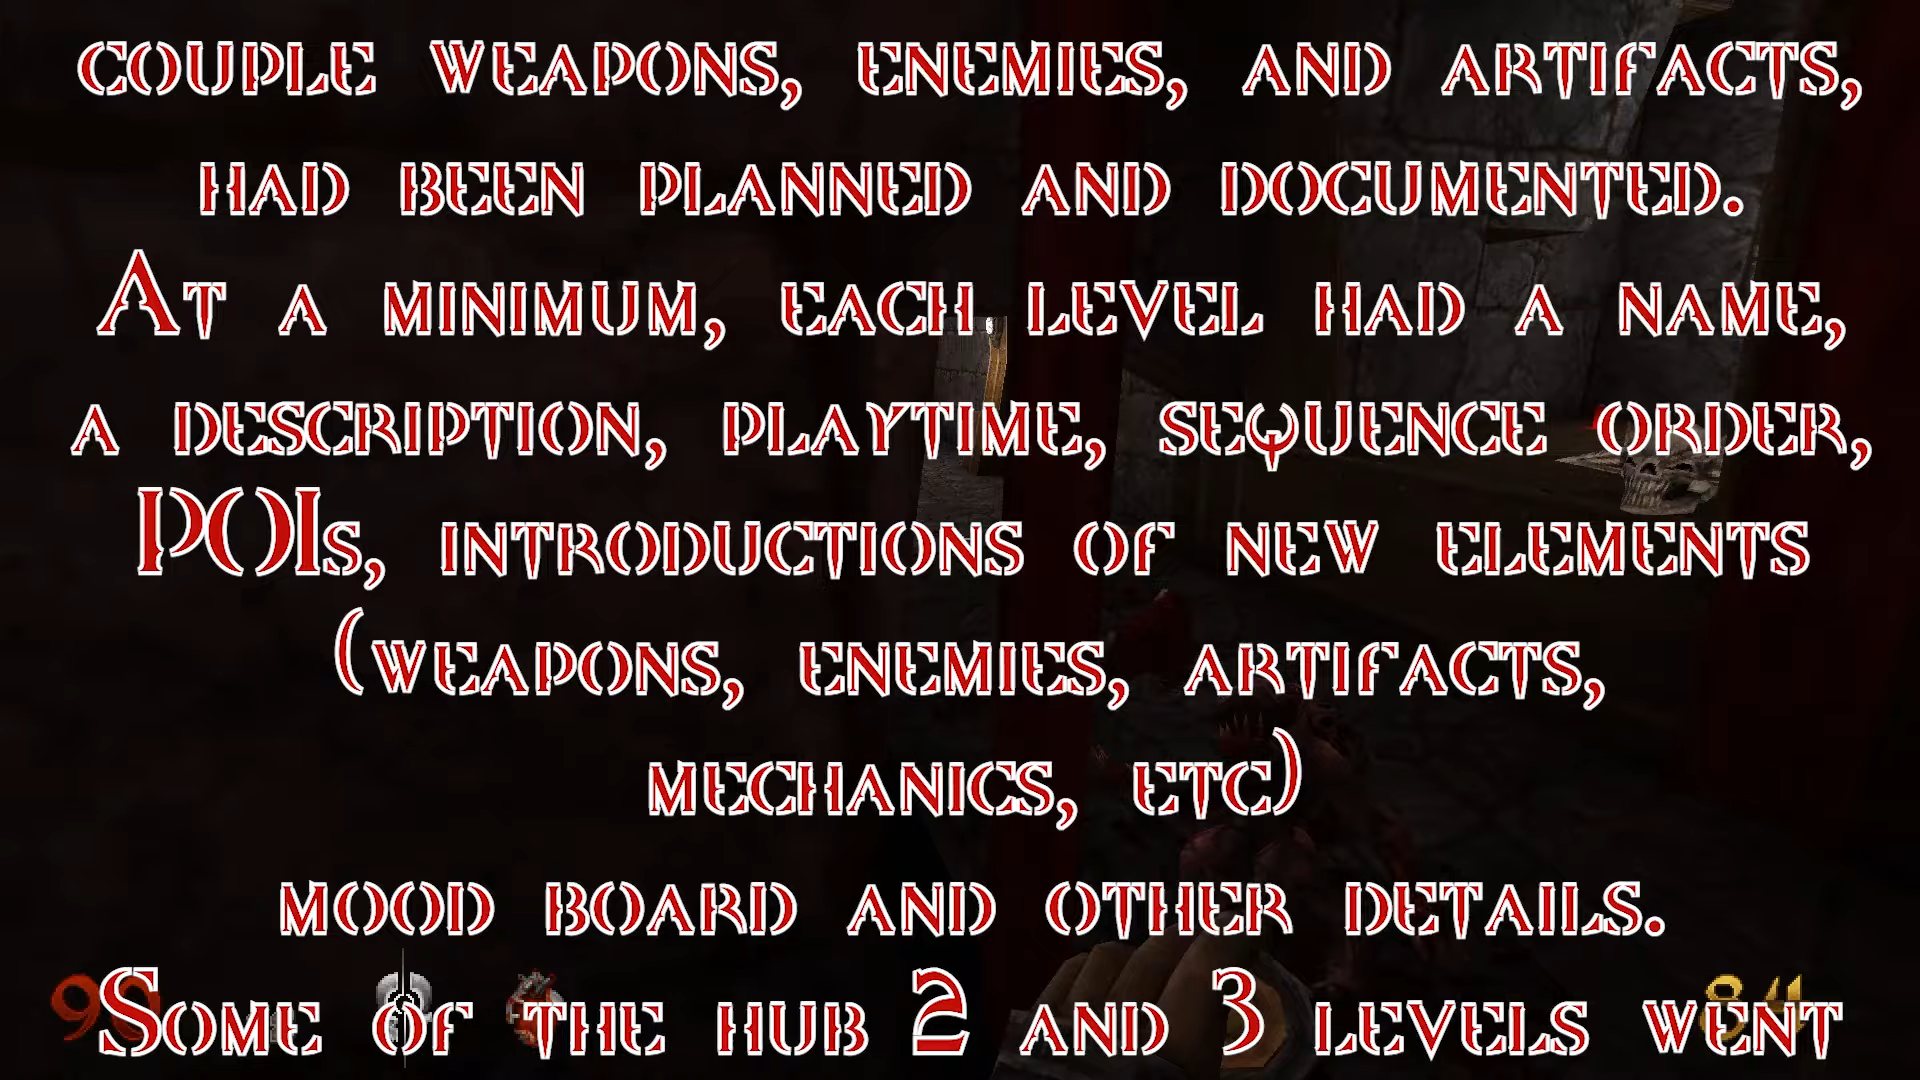 couple weapons, enemies, and artifacts,
had been planned and documented.
At a minimum, each level had a name,
a description, playtime, sequence order,
POIs, introductions of new elements
(weapons, enemies, artifacts,
mechanics, etc)
mood board and other details.
Some of the hub 2 and 3 levels went